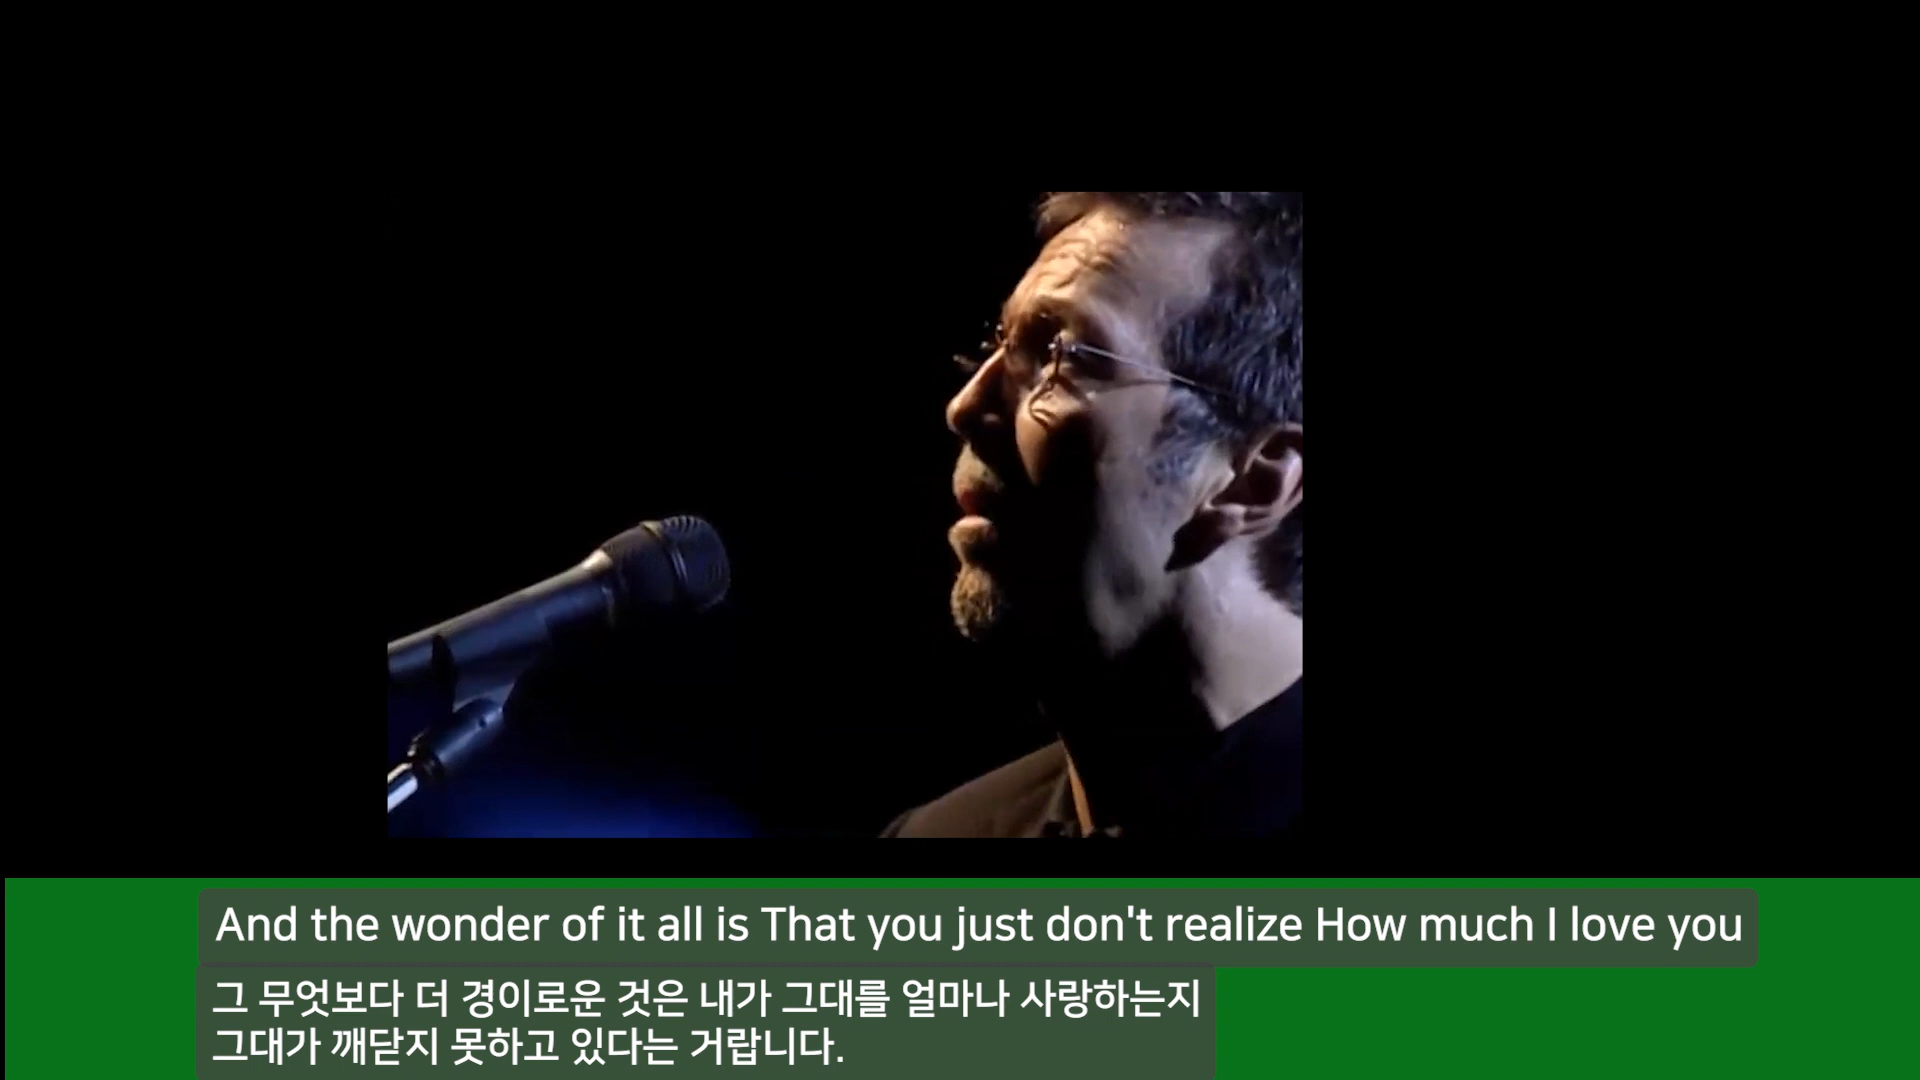 And the wonder of it all is That you just don't realize How much I love you
그 무엇보다 더 경이로운 것은 내가 그대를 얼마나 사랑하는지
그대가 깨닫지 못하고 있다는 거랍니다.